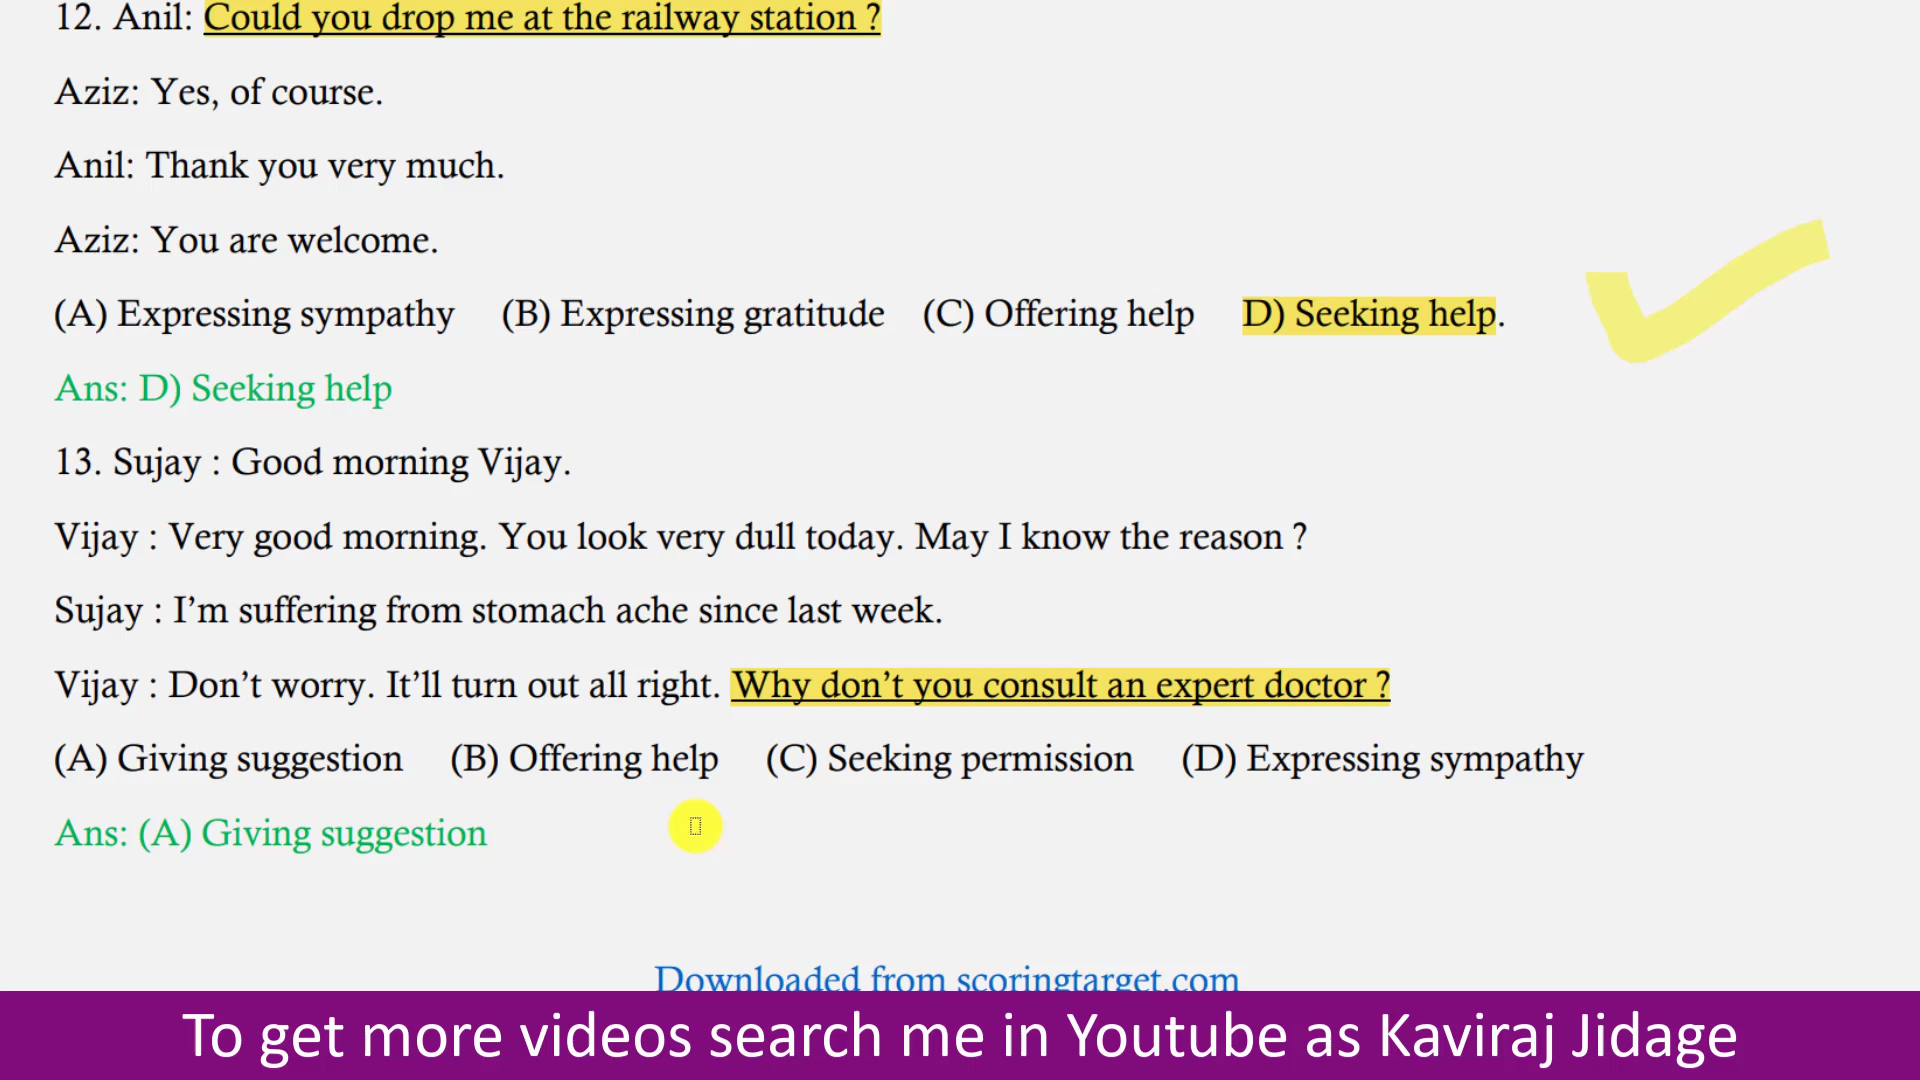 12. Anil: Could you drop me at the railway station ?
Aziz: Yes, of course.
Anil: Thank you very much.
Aziz: You are welcome.
(A) Expressing sympathy (B) Expressing gratitude (C) Offering help D) Seeking help.
Ans: D) Seeking help
13. Sujay : Good morning Vijay.
Vijay : Very good morning. You look very dull today. May I know the reason ?
Sujay : I’m suffering from stomach ache since last week.
Vijay : Don’t worry. It’ll turn out all right. Why don’t you consult an expert doctor ?
(A) Giving suggestion (B) Offering help (C) Seeking permission (D) Expressing sympathy
Ans: (A) Giving suggestion
Downloaded from scoringtarget.com
To get more videos search me in Youtube as Kaviraj Jidage